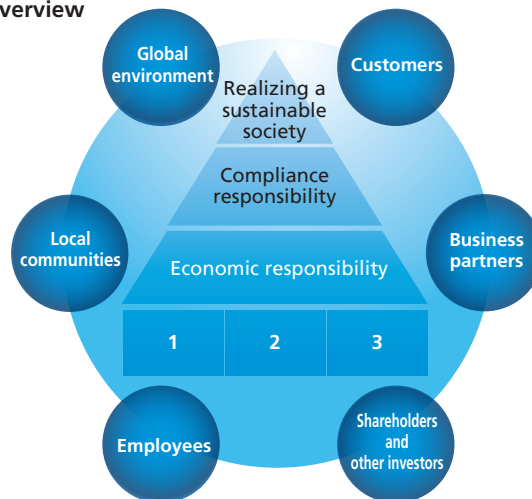 verview
Global
environment
Customers
Realizing a
sustainable
society
Compliance
responsibility
Local
communities
Business
partners
Economic responsibility
1 2 3
Employees
Shareholders
and
other investors